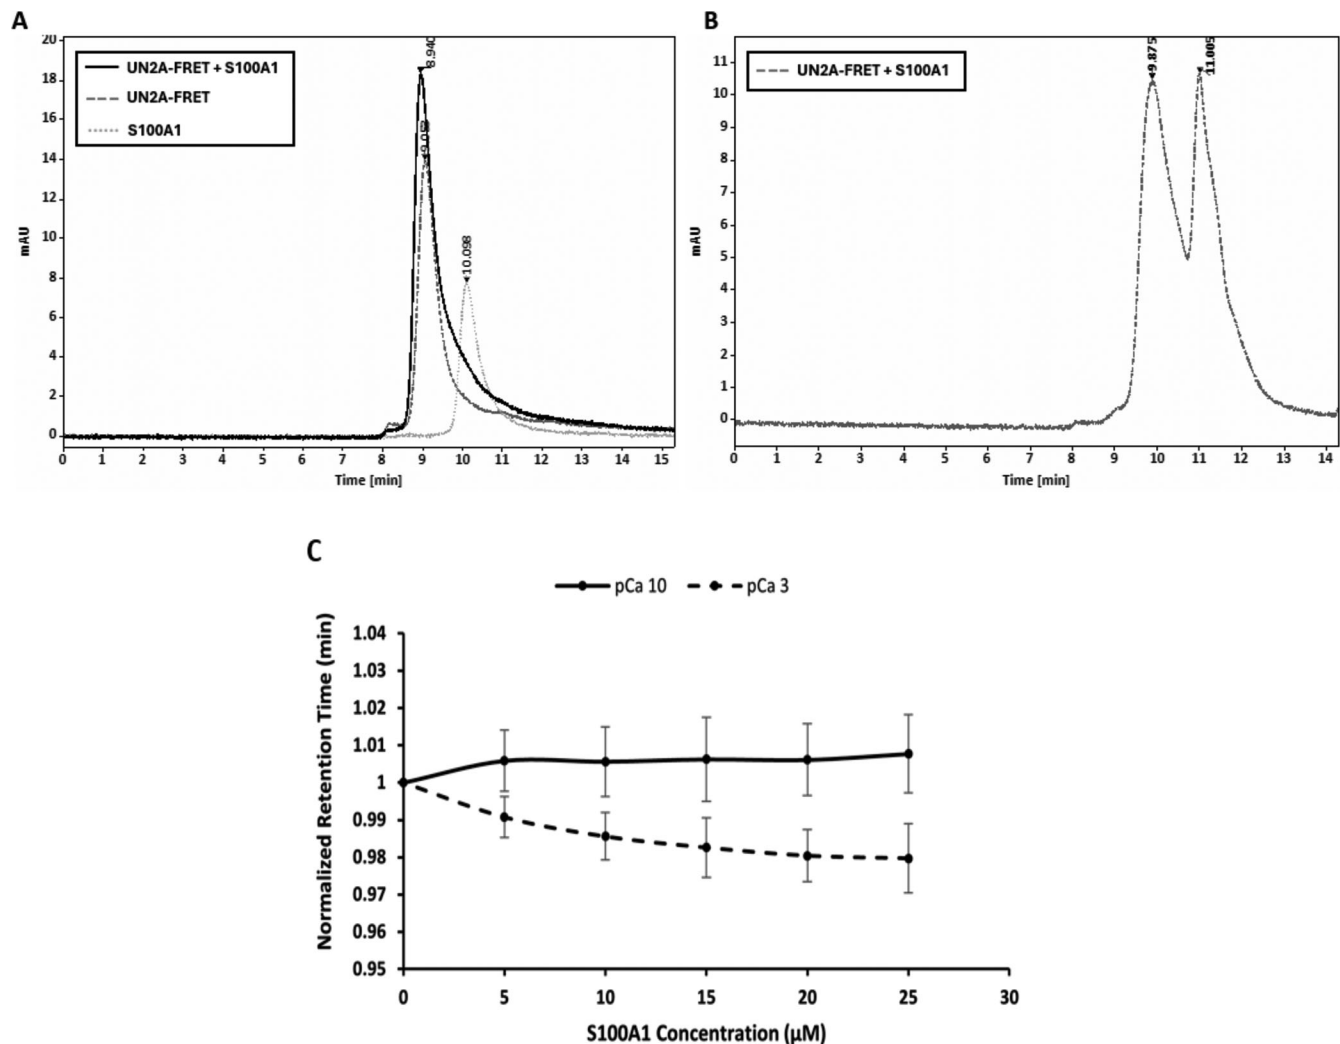 A
20
18
16
14
12
10
8
6
4
2
0
mAU
UN2A-FRET + S100A1
UN2A-FRET
S100A1
8.940
10.098
0 1 2 3 4 5 6 7 8 9 10 11 12 13 14 15
Time [min]
B
11
10
9
8
7
6
5
4
3
2
1
0
mAU
UN2A-FRET + S100A1
9.875
11.005
0 1 2 3 4 5 6 7 8 9 10 11 12 13 14
Time [min]
C
pCa 10 pCa 3
Normalized Retention Time (min)
1.04
1.03
1.02
1.01
1
0.99
0.98
0.97
0.96
0.95
0 5 10 15 20 25 30
S100A1 Concentration (µM)